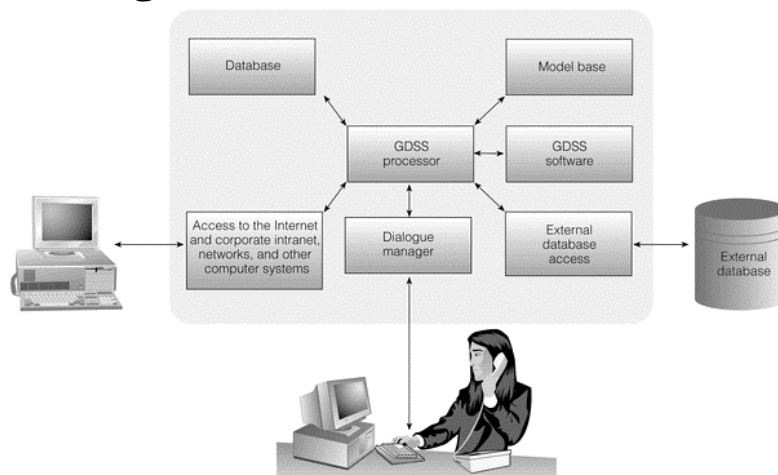 Database
Model base
GDSS
processor
GDSS
software
Access to the Internet
and corporate intranet,
networks, and other
computer systems
Dialogue
manager
External
database
access
External
database